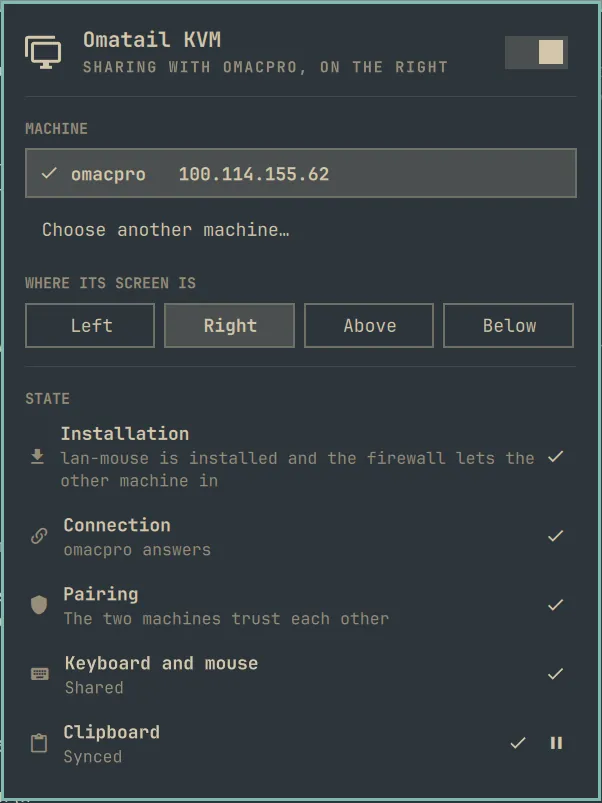 Omatail KVM
SHARING WITH OMACPRO, ON THE RIGHT
MACHINE
omacpro 100.114.155.62
Choose another machine…
WHERE ITS SCREEN IS
Left Right Above Below
STATE
Installation
lan-mouse is installed and the firewall lets the
other machine in
Connection
omacpro answers
Pairing
The two machines trust each other
Keyboard and mouse
Shared
Clipboard
Synced